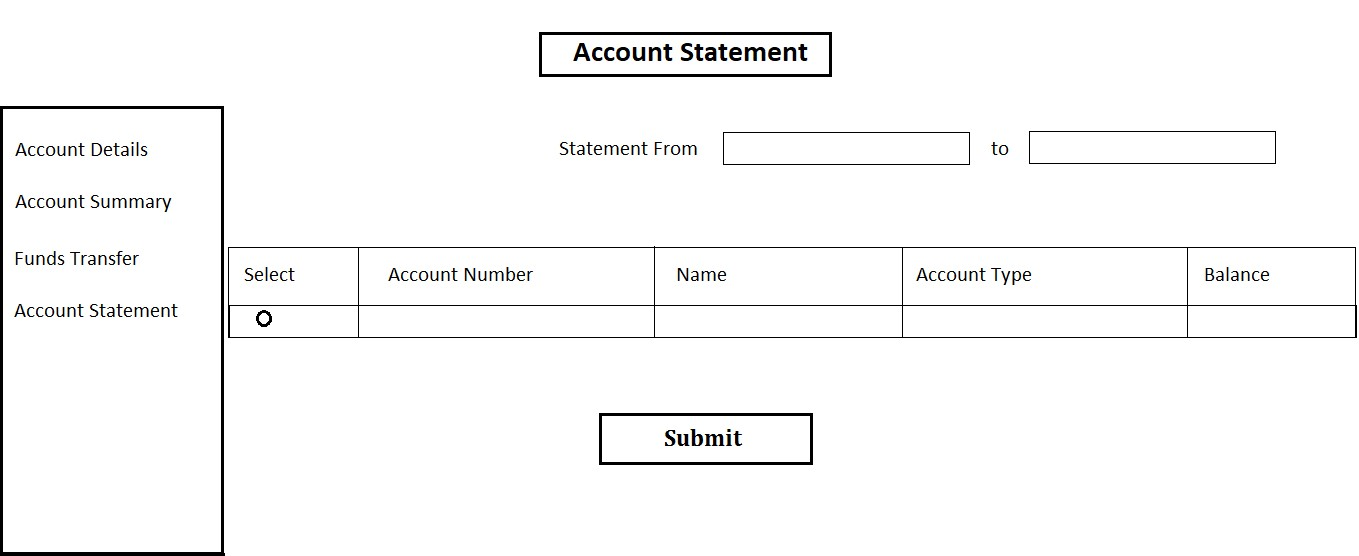 Account Statement
Account Details
Account Summary
Funds Transfer
Account Statement
Statement From to
Select Account Number Name Account Type Balance
Submit